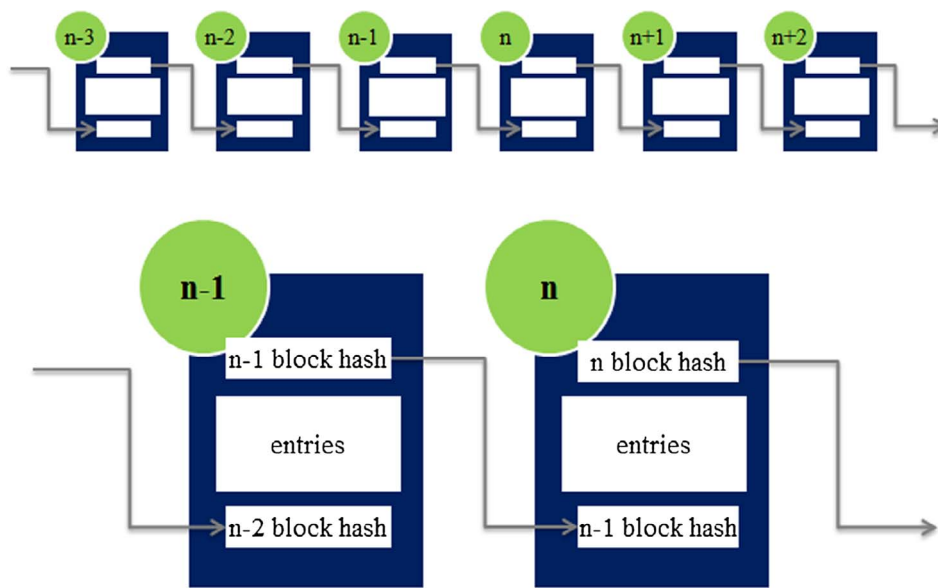 n-3
n-2
n-1
n
n+1
n+2
n-1
n
n-1 block hash
n block hash
entries
entries
n-2 block hash
n-1 block hash